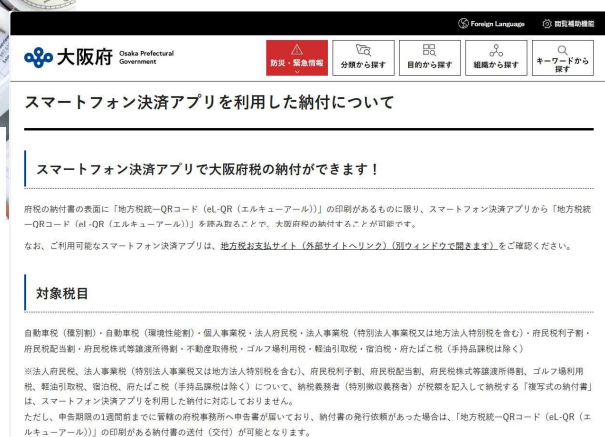 Foreign Language 閲覧補助機能
大阪府 Osaka Prefectural Government
防災・緊急情報 分類から探す 目的から探す 組織から探す キーワードから探す
スマートフォン決済アプリを利用した納付について
スマートフォン決済アプリで大阪府税の納付ができます！
府税の納付書の表面に「地方税統一QRコード（eL-QR（エルキューアール））」の印刷があるものに限り、スマートフォン決済アプリから「地方税統
一QRコード（eL-QR（エルキューアール））」を読み取ることで、大阪府税の納付することが可能です。
なお、ご利用可能なスマートフォン決済アプリは、地方税お支払サイト（外部サイトへリンク）（別ウィンドウで開きます）をご確認ください。
対象税目
自動車税（種別割）・自動車税（環境性能割）・個人事業税・法人府民税・法人事業税（特別法人事業税又は地方法人特別税を含む）・府民税利子割・
府民税配当割・府民税株式等譲渡所得割・不動産取得税・ゴルフ場利用税・軽油引取税・宿泊税・府たばこ税（手持品課税は除く）
※法人府民税、法人事業税（特別法人事業税又は地方法人特別税を含む）、府民税利子割、府民税配当割、府民税株式等譲渡所得割、ゴルフ場利用
税、軽油引取税、宿泊税、府たばこ税（手持品課税は除く）について、納税義務者（特別徴収義務者）が税額を記入して納税する「複写式の納付書」
は、スマートフォン決済アプリを利用した納付に対応しておりません。
ただし、申告期限の1週間前までに管轄の府税事務所へ申告書が届いており、納付書の発行依頼があった場合は、「地方税統一QRコード（eL-QR（エ
ルキューアール））」の印刷がある納付書の送付（交付）が可能となります。